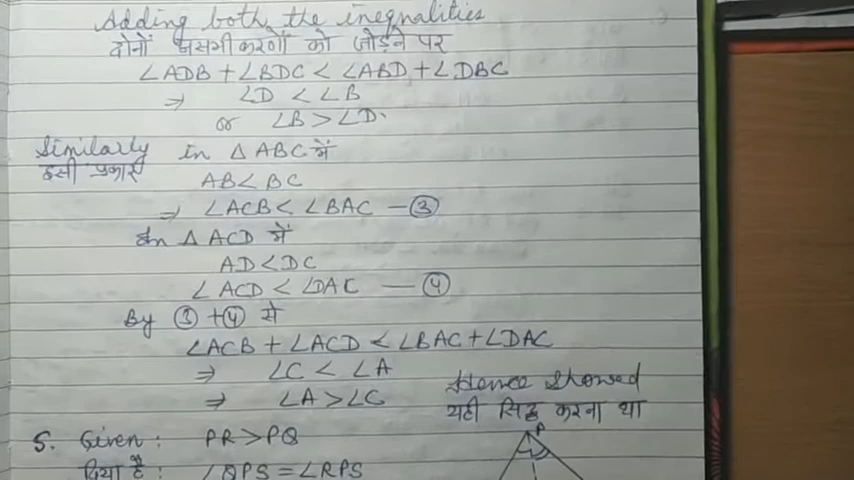 Adding both the ineqnalities
दोनों असमीकरणों को जोड़ने पर
∠ADB + ∠BDC < ∠ABD + ∠DBC
⇒ ∠D < ∠B
or ∠B > ∠D.
Similarly In △ ABC में
इसी प्रकार
AB < BC
⇒ ∠ACB < ∠BAC — ③
In △ ACD में
AD < DC
∠ACD < ∠DAC — ④
By ③ + ④ से
∠ACB + ∠ACD < ∠BAC + ∠DAC
⇒ ∠C < ∠A
⇒ ∠A > ∠C
Hence Showed
यही सिद्ध करना था
5. Given : PR > PQ
दिया है : ∠QPS = ∠RPS
P